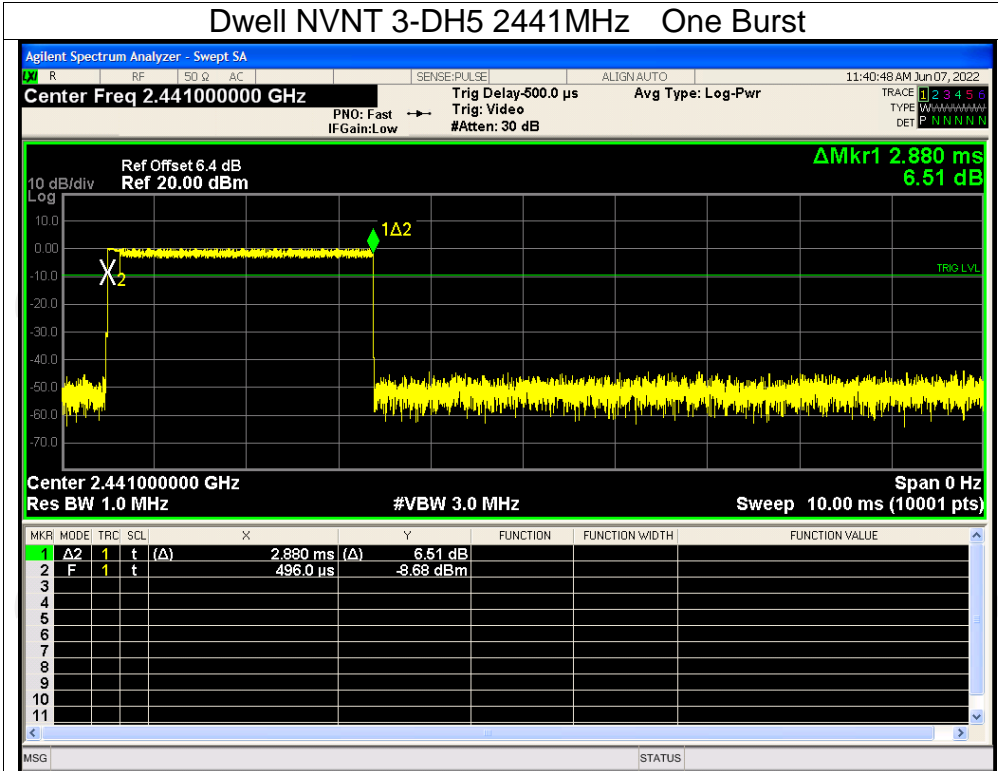 Dwell NVNT 3-DH5 2441MHz One Burst
Agilent Spectrum Analyzer - Swept SA
LXI R RF 50 Ω AC SENSE:PULSE ALIGN AUTO 11:40:48 AM Jun 07, 2022
Center Freq 2.441000000 GHz Trig Delay-500.0 µs Avg Type: Log-Pwr TRACE 1 2 3 4 5 6
PNO: Fast Trig: Video TYPE WWWWWW
IFGain:Low #Atten: 30 dB DET P N N N N N
ΔMkr1 2.880 ms
6.51 dB
Ref Offset 6.4 dB
10 dB/div Ref 20.00 dBm
Log
10.0
1Δ2
0.00
TRIG LVL
-10.0
X2
-20.0
-30.0
-40.0
-50.0
-60.0
-70.0
Center 2.441000000 GHz Span 0 Hz
Res BW 1.0 MHz #VBW 3.0 MHz Sweep 10.00 ms (10001 pts)
MKR MODE TRC SCL X Y FUNCTION FUNCTION WIDTH FUNCTION VALUE
1 Δ2 1 t (Δ) 2.880 ms (Δ) 6.51 dB
2 F 1 t 496.0 µs -8.68 dBm
3
4
5
6
7
8
9
10
11
MSG STATUS